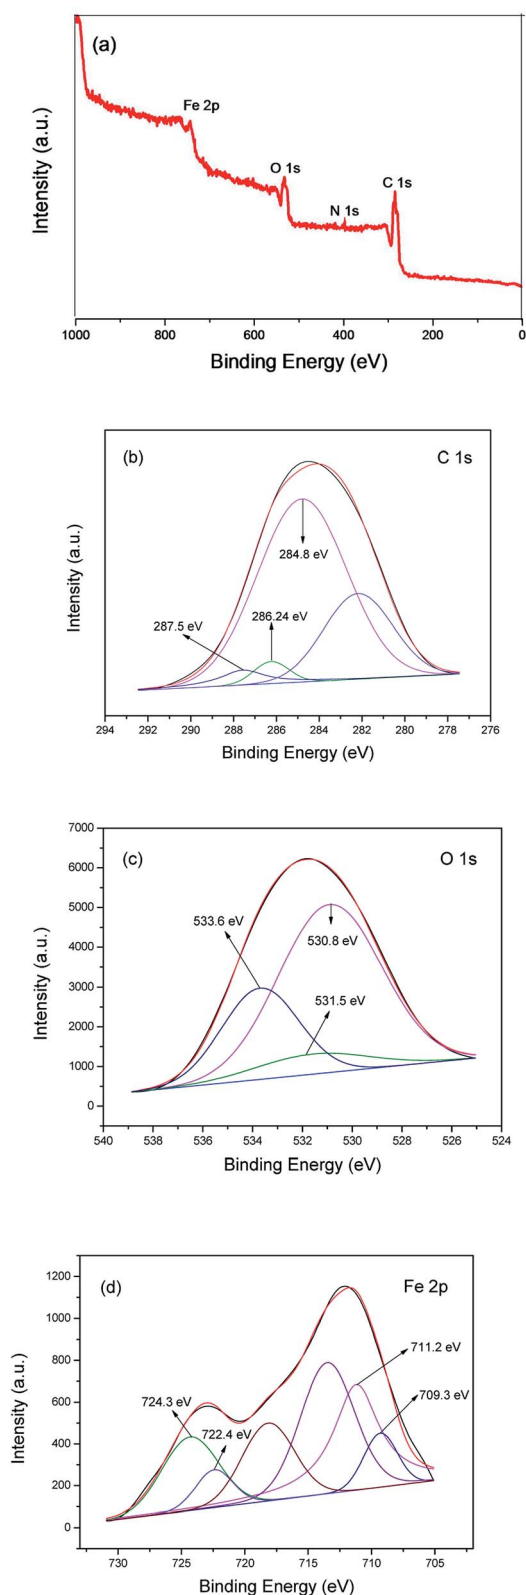 (a)
Fe 2p
O 1s
N 1s
C 1s
Intensity (a.u.)
1000 800 600 400 200 0
Binding Energy (eV)
(b)
C 1s
284.8 eV
287.5 eV
286.24 eV
Intensity (a.u.)
294 292 290 288 286 284 282 280 278 276
Binding Energy (eV)
(c)
O 1s
7000
6000
5000
4000
3000
2000
1000
0
533.6 eV
530.8 eV
531.5 eV
Intensity (a.u.)
540 538 536 534 532 530 528 526 524
Binding Energy (eV)
(d)
Fe 2p
1200
1000
800
600
400
200
0
711.2 eV
709.3 eV
724.3 eV
722.4 eV
Intensity (a.u.)
730 725 720 715 710 705
Binding Energy (eV)